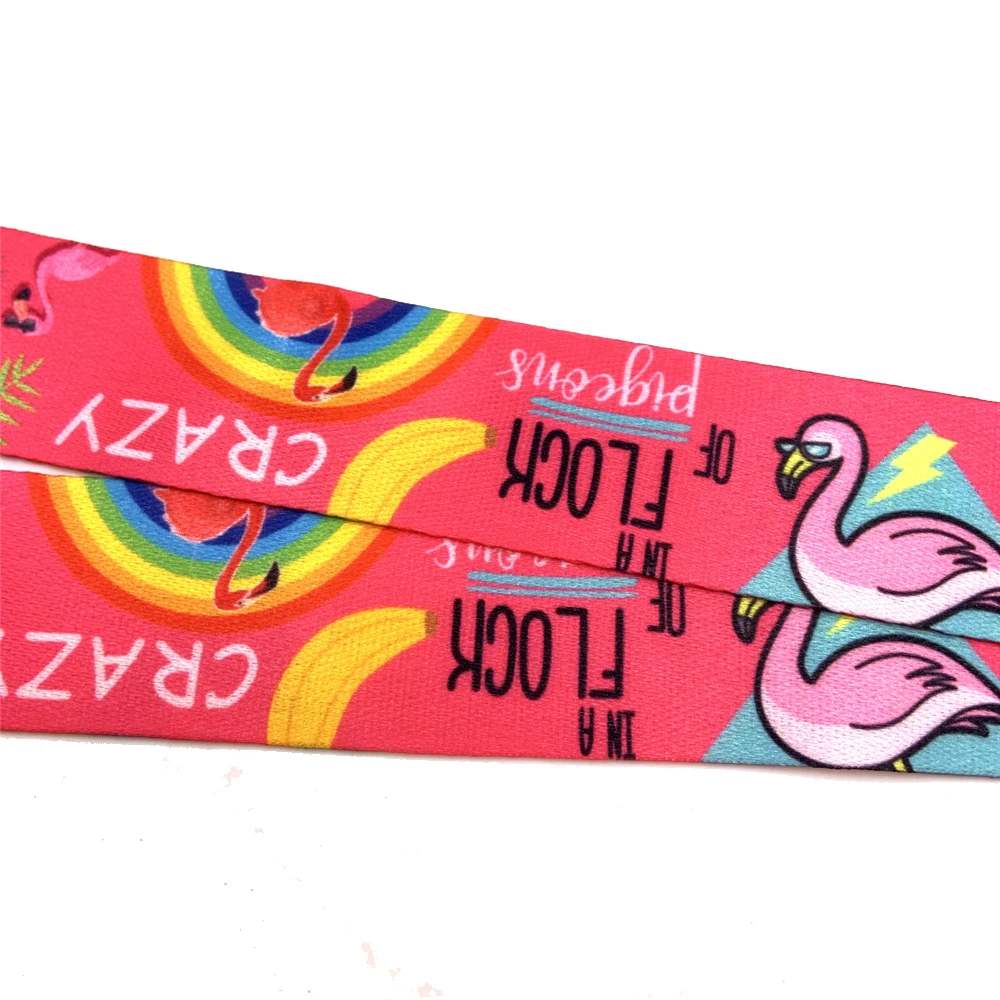 IN A
FLOCK
OF
pigeons
CRAZY
IN A
FLOCK
OF
CRAZY